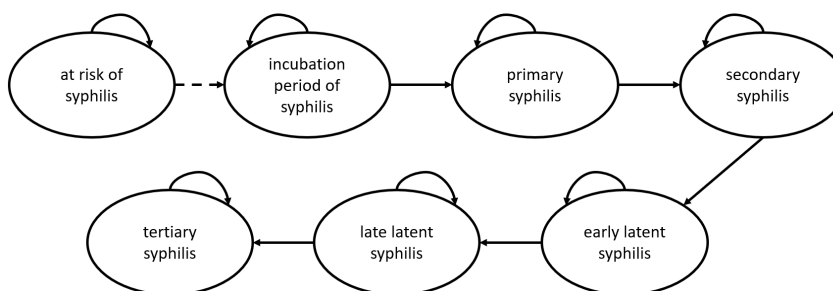 at risk of
syphilis
incubation
period of
syphilis
primary
syphilis
secondary
syphilis
tertiary
syphilis
late latent
syphilis
early latent
syphilis